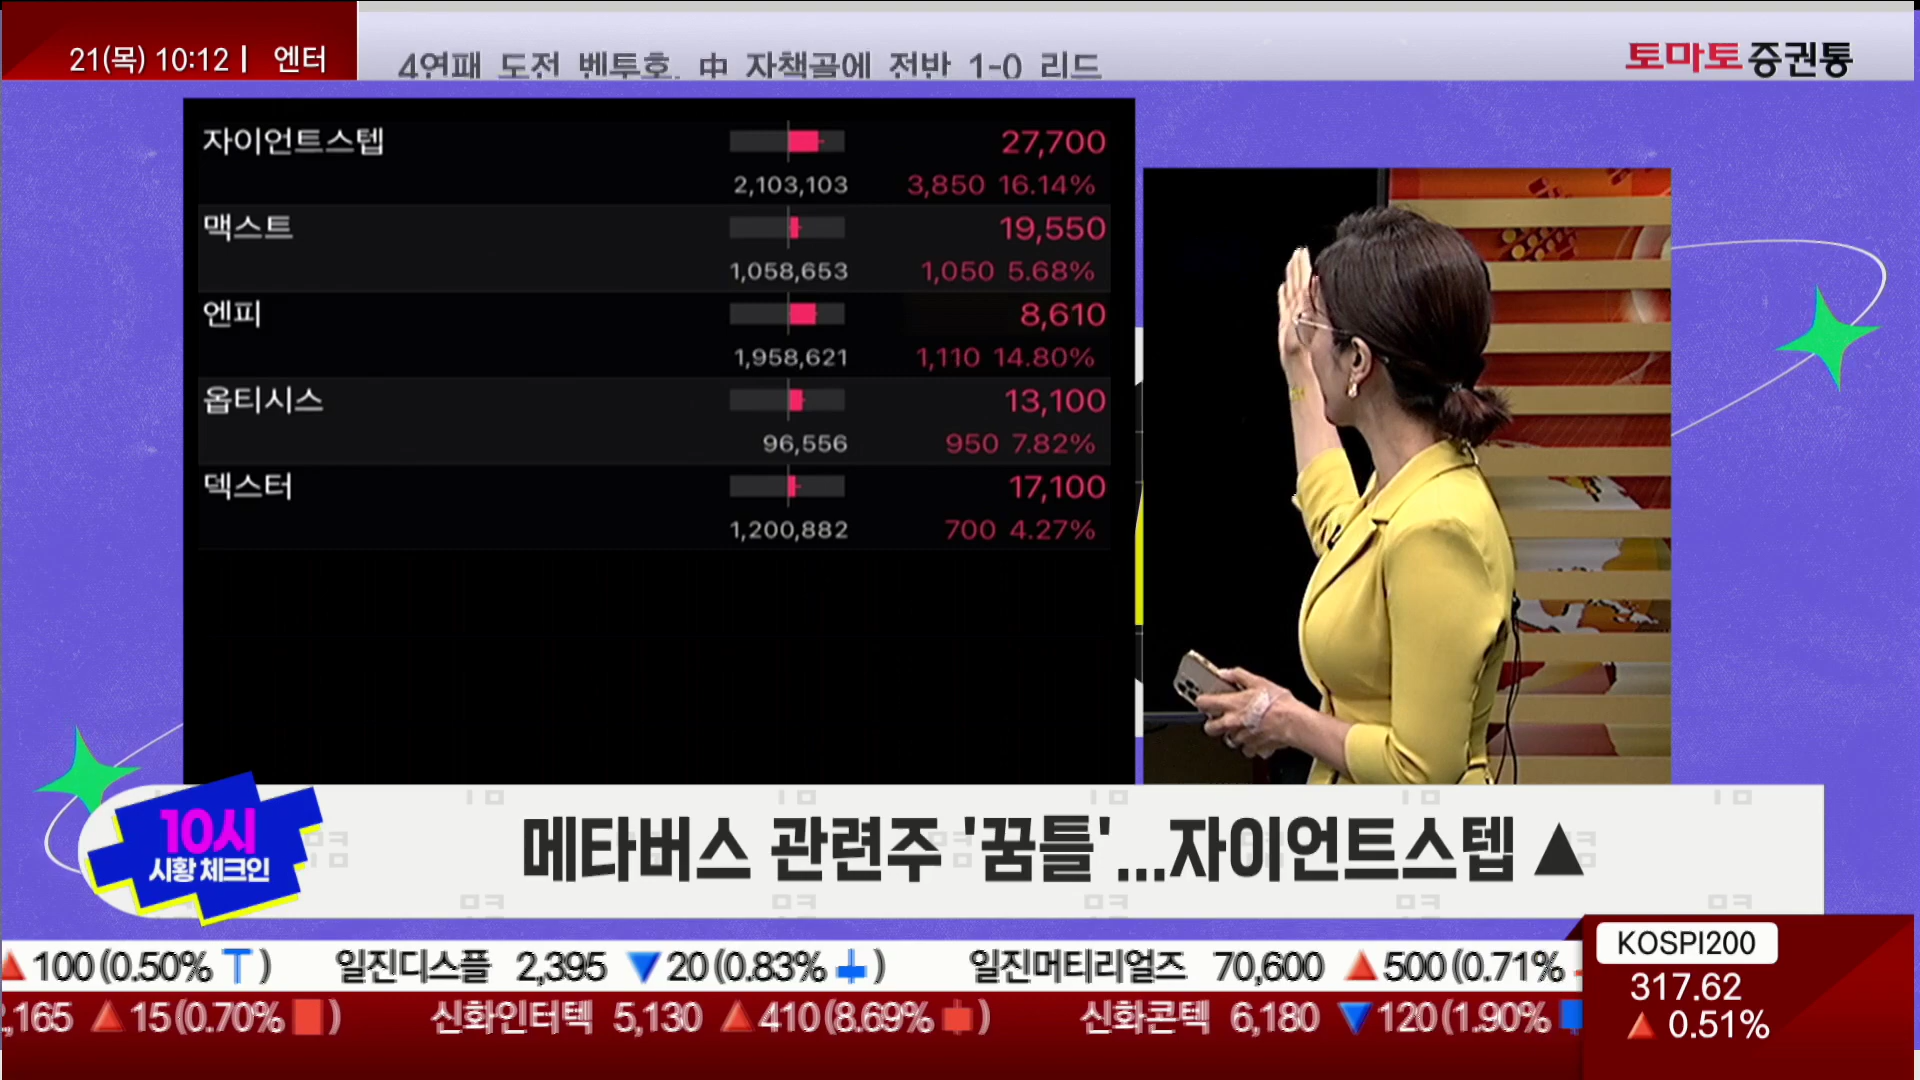 21(목) 10:12 | 엔터
4연패 도전 벤투호, 中 자책골에 전반 1-0 리드
토마토증권통
자이언트스텝 27,700
2,103,103 3,850 16.14%
맥스트 19,550
1,058,653 1,050 5.68%
엔피 8,610
1,958,621 1,110 14.80%
옵티시스 13,100
96,556 950 7.82%
덱스터 17,100
1,200,882 700 4.27%
10시
시황 체크인
메타버스 관련주 '꿈틀'...자이언트스텝 ▲
▲100(0.50% ) 일진디스플 2,395 ▼20(0.83% ) 일진머티리얼즈 70,600 ▲500(0.71%
,165 ▲15(0.70% ) 신화인터텍 5,130 ▲410(8.69% ) 신화콘텍 6,180 ▼120(1.90%
KOSPI200
317.62
▲ 0.51%